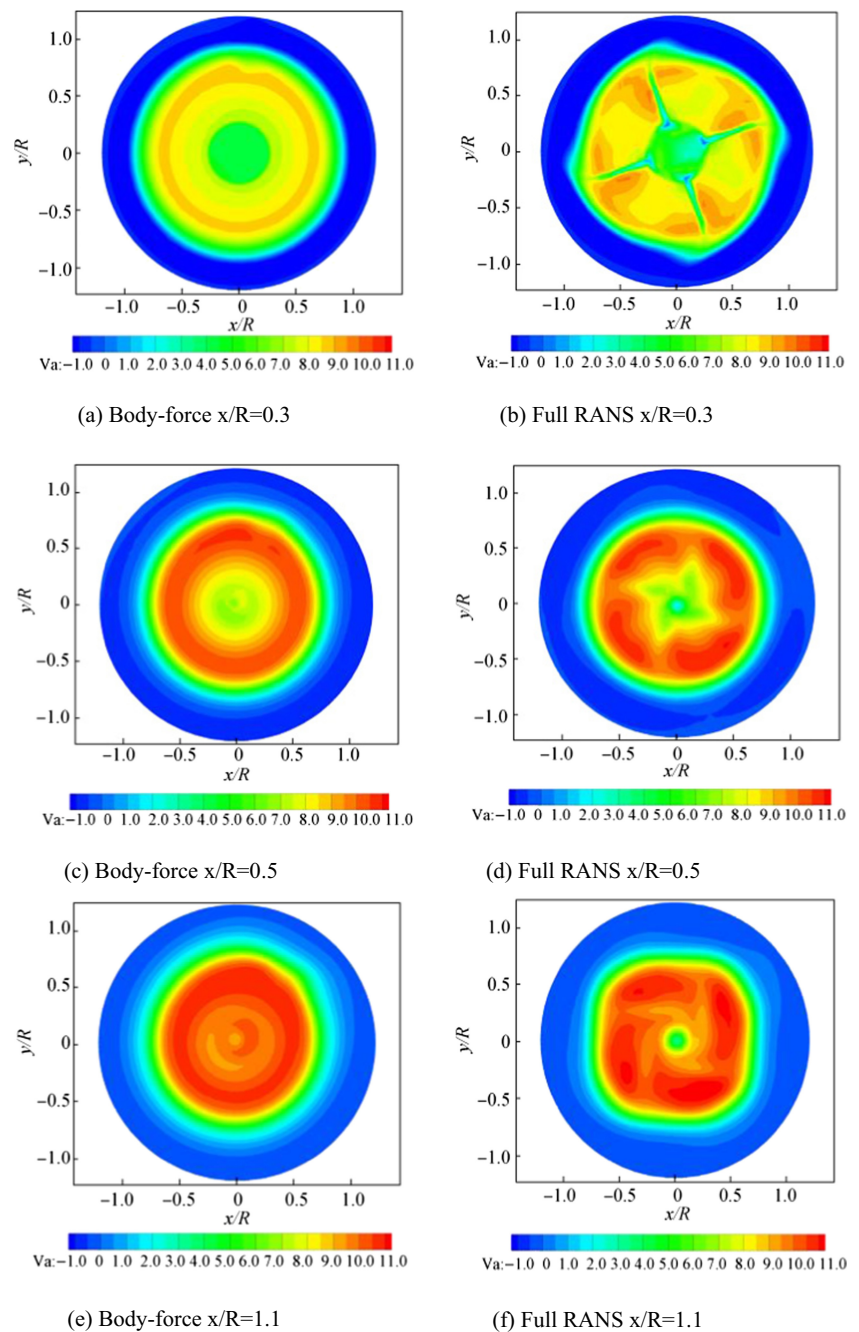 1.0
0.5
0
−0.5
−1.0
y/R
−1.0 −0.5 0 0.5 1.0
x/R
Va:−1.0 0 1.0 2.0 3.0 4.0 5.0 6.0 7.0 8.0 9.0 10.0 11.0
(a) Body-force x/R=0.3
1.0
0.5
0
−0.5
−1.0
y/R
−1.0 −0.5 0 0.5 1.0
x/R
Va:−1.0 0 1.0 2.0 3.0 4.0 5.0 6.0 7.0 8.0 9.0 10.0 11.0
(b) Full RANS x/R=0.3
1.0
0.5
0
−0.5
−1.0
y/R
−1.0 −0.5 0 0.5 1.0
x/R
Va:−1.0 0 1.0 2.0 3.0 4.0 5.0 6.0 7.0 8.0 9.0 10.0 11.0
(c) Body-force x/R=0.5
1.0
0.5
0
−0.5
−1.0
y/R
−1.0 −0.5 0 0.5 1.0
x/R
Va:−1.0 0 1.0 2.0 3.0 4.0 5.0 6.0 7.0 8.0 9.0 10.0 11.0
(d) Full RANS x/R=0.5
1.0
0.5
0
−0.5
−1.0
y/R
−1.0 −0.5 0 0.5 1.0
x/R
Va:−1.0 0 1.0 2.0 3.0 4.0 5.0 6.0 7.0 8.0 9.0 10.0 11.0
(e) Body-force x/R=1.1
1.0
0.5
0
−0.5
−1.0
y/R
−1.0 −0.5 0 0.5 1.0
x/R
Va:−1.0 0 1.0 2.0 3.0 4.0 5.0 6.0 7.0 8.0 9.0 10.0 11.0
(f) Full RANS x/R=1.1